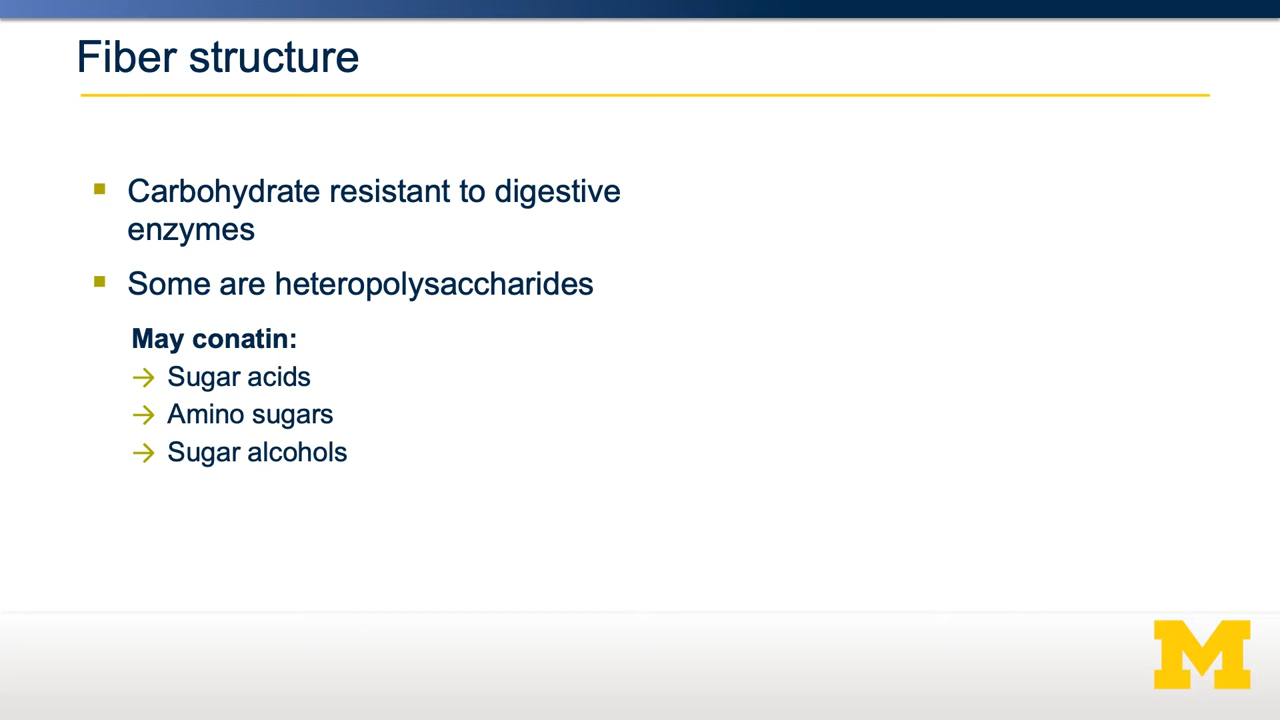 Fiber structure
Carbohydrate resistant to digestive
enzymes
Some are heteropolysaccharides
May conatin:
→ Sugar acids
→ Amino sugars
→ Sugar alcohols
M